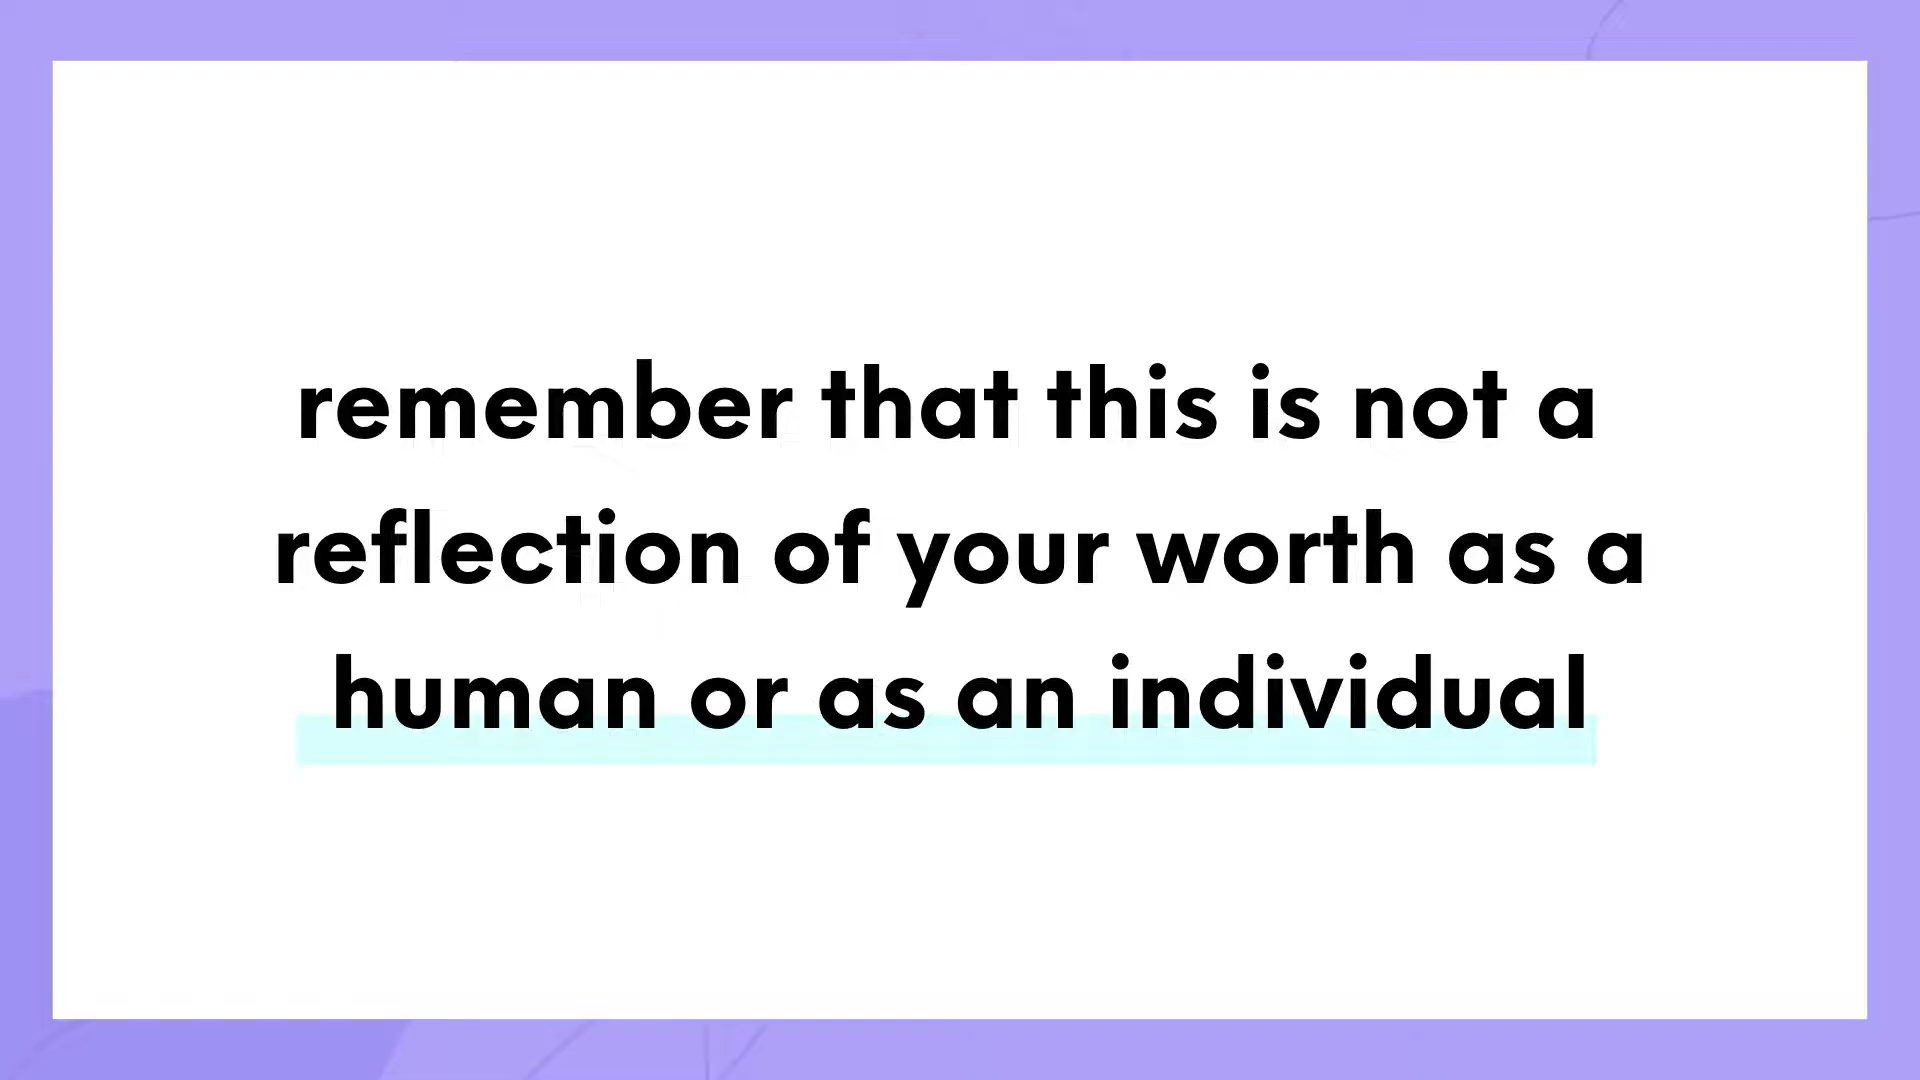 remember that this is not a
reflection of your worth as a
human or as an individual